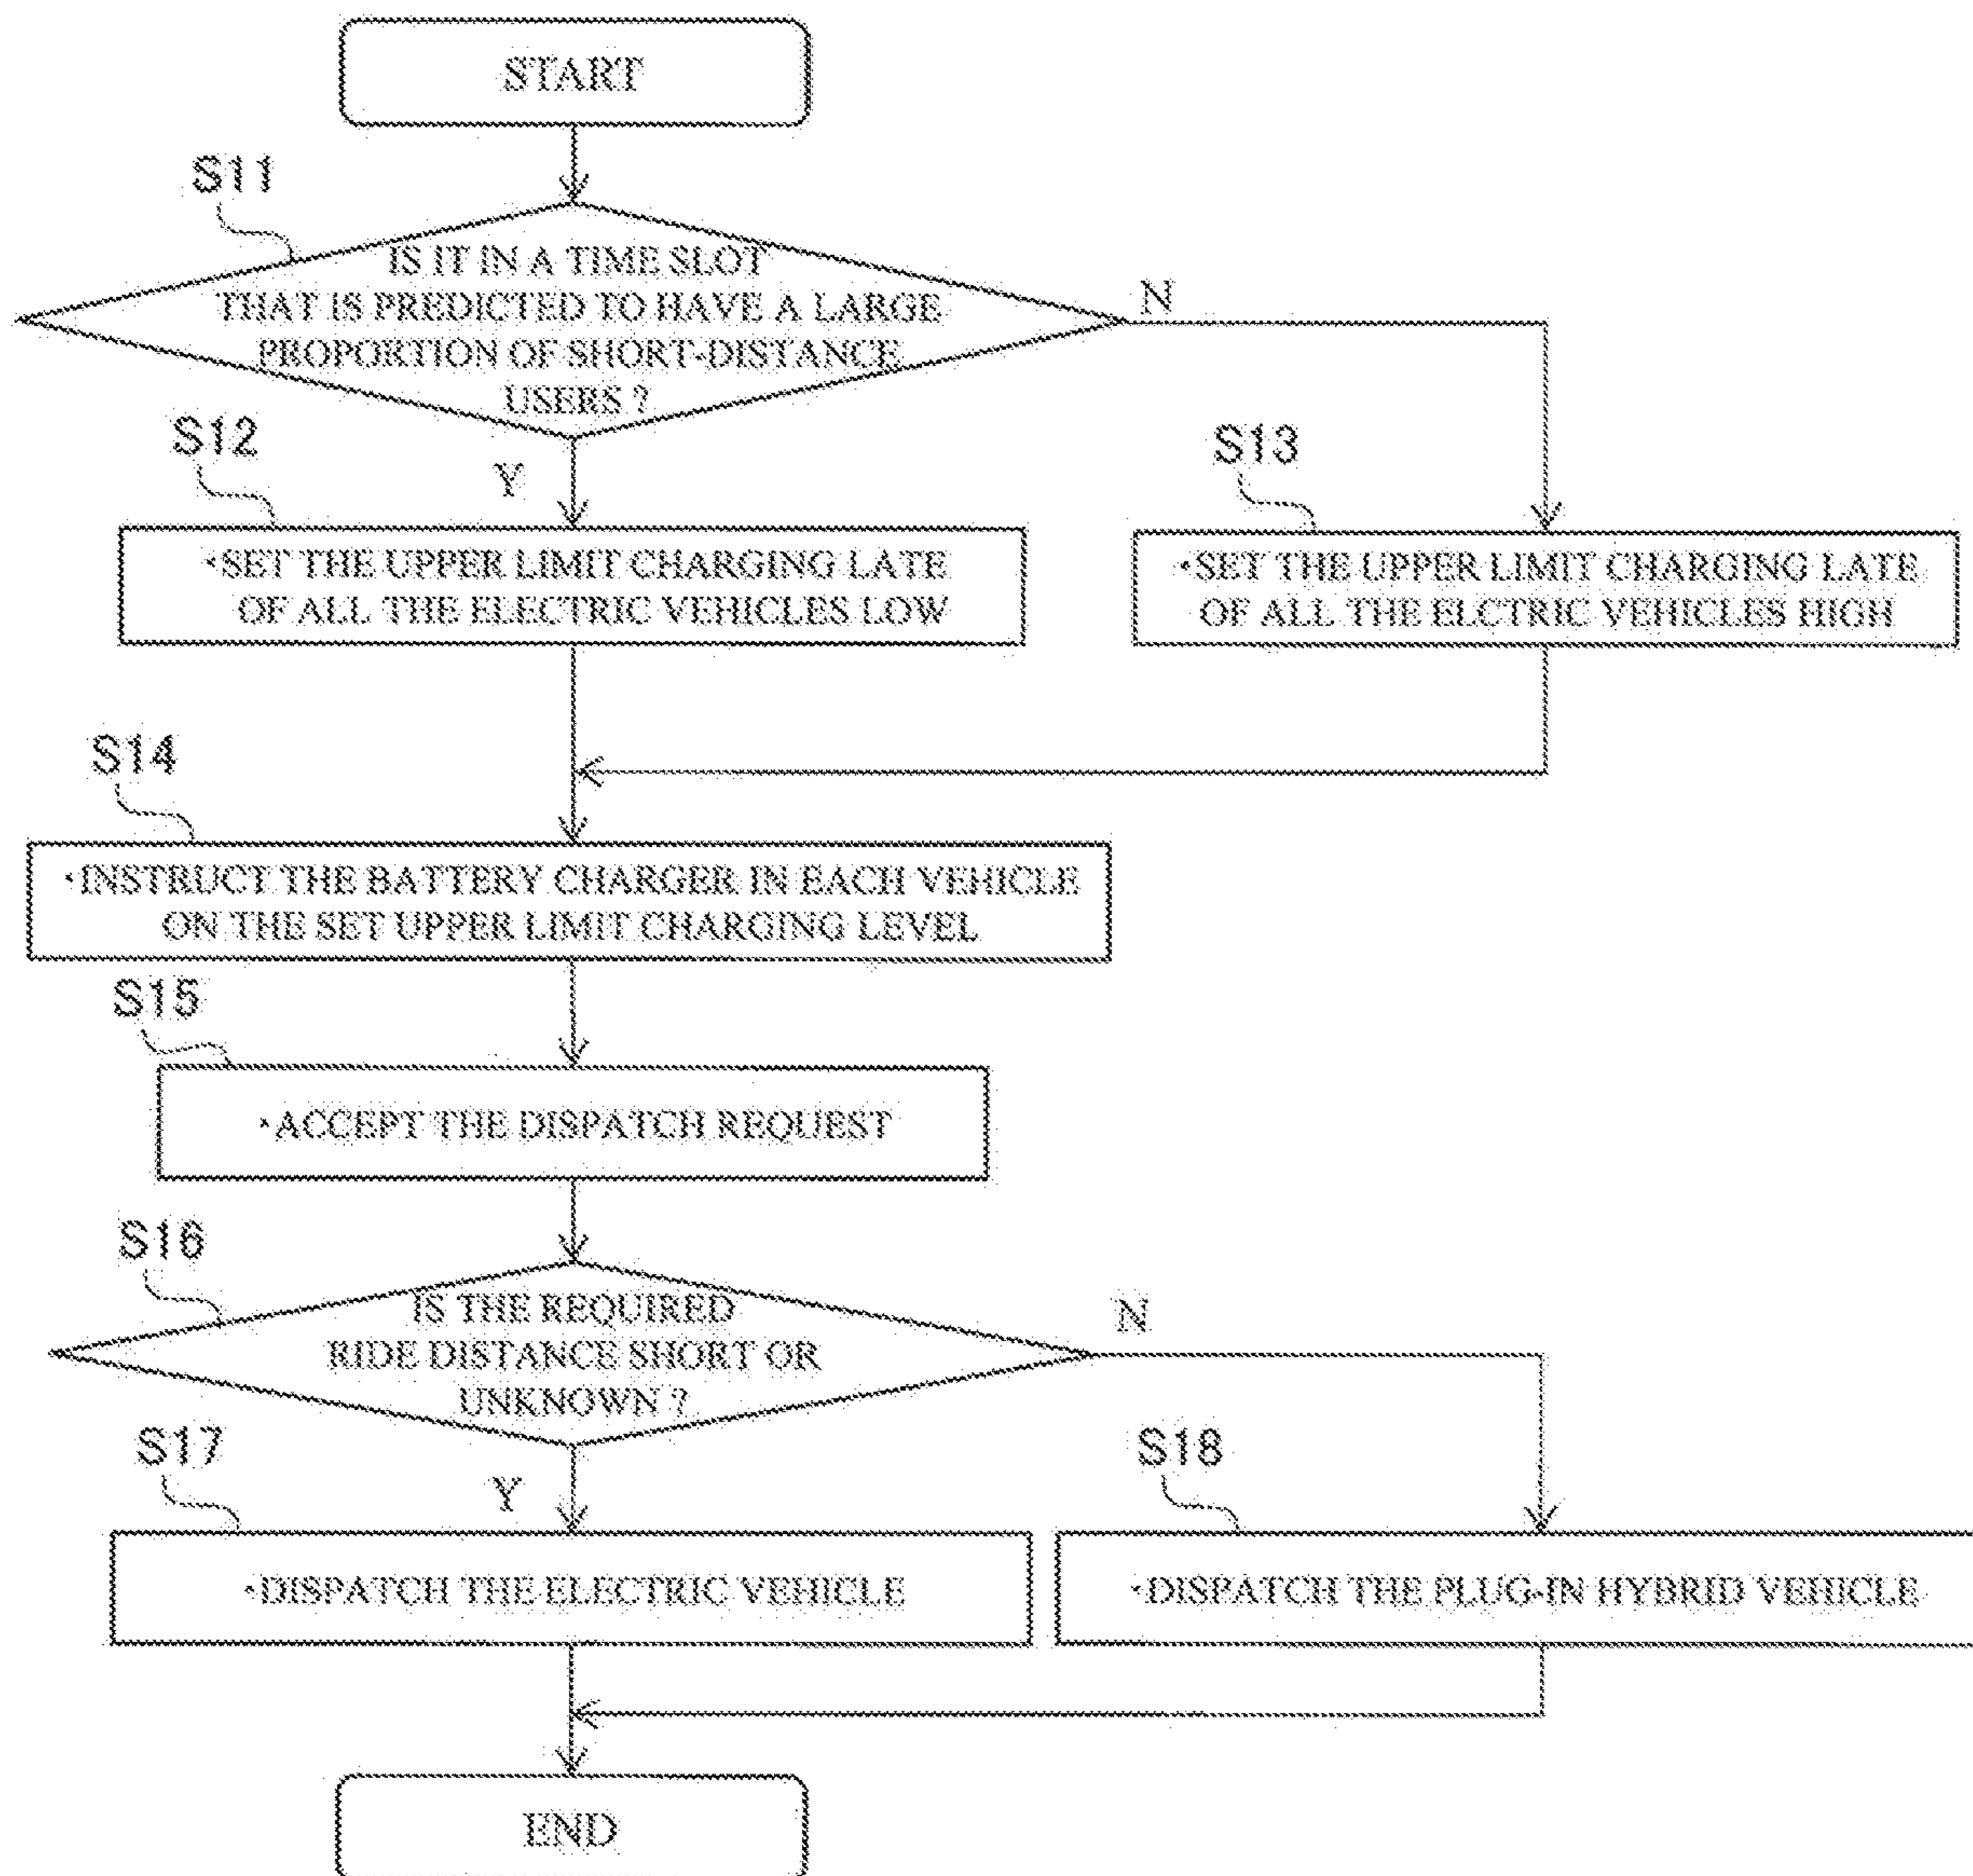 START
S11
IS IT IN A TIME SLOT
THAT IS PREDICTED TO HAVE A LARGE
PROPORTION OF SHORT-DISTANCE
USERS ?
N
S12
Y
S13
・SET THE UPPER LIMIT CHARGING LATE
OF ALL THE ELECTRIC VEHICLES LOW
・SET THE UPPER LIMIT CHARGING LATE
OF ALL THE ELCTRIC VEHICLES HIGH
S14
・INSTRUCT THE BATTERY CHARGER IN EACH VEHICLE
ON THE SET UPPER LIMIT CHARGING LEVEL
S15
・ACCEPT THE DISPATCH REQUEST
S16
IS THE REQUIRED
RIDE DISTANCE SHORT OR
UNKNOWN ?
N
S17
Y
S18
・DISPATCH THE ELECTRIC VEHICLE
・DISPATCH THE PLUG-IN HYBRID VEHICLE
END